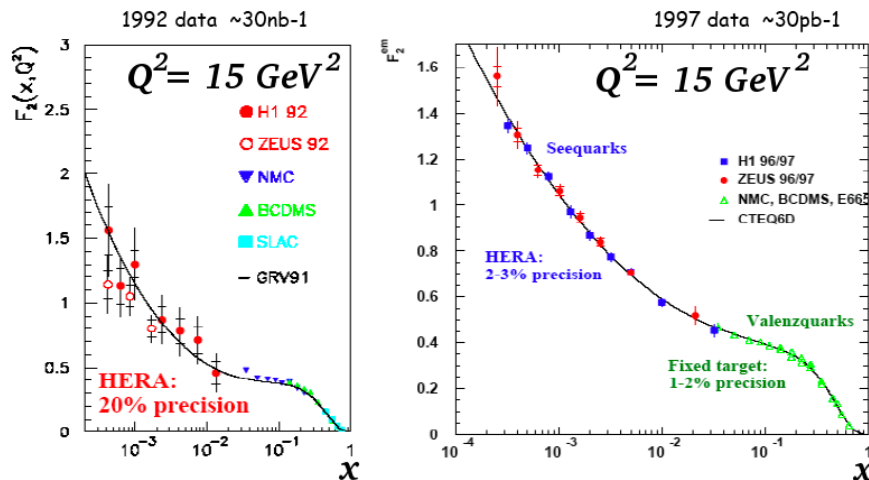 1992 data ~30nb-1
1997 data ~30pb-1
F₂(x,Q²)
3
2.5
2
1.5
1
0.5
0
Q² = 15 GeV²
H1 92
ZEUS 92
NMC
BCDMS
SLAC
GRV91
HERA:
20% precision
10⁻³
10⁻²
10⁻¹
1
x
F₂ᵉᵐ
1.6
1.4
1.2
1
0.8
0.6
0.4
0.2
0
Q² = 15 GeV²
Seequarks
H1 96/97
ZEUS 96/97
NMC, BCDMS, E665
CTEQ6D
HERA:
2-3% precision
Valenzquarks
Fixed target:
1-2% precision
10⁻⁴
10⁻³
10⁻²
10⁻¹
1
x